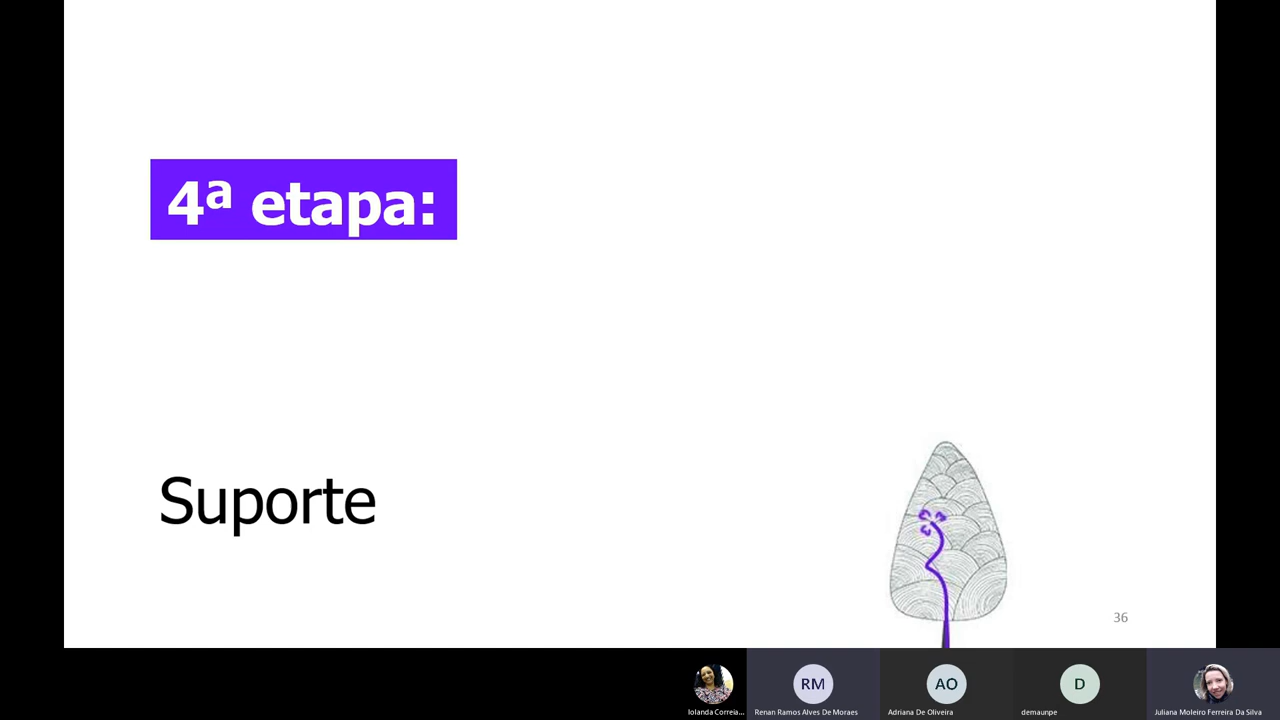 4ª etapa:
Suporte
36
RM
AO
D
Iolanda Correia...
Renan Ramos Alves De Moraes
Adriana De Oliveira
demaunpe
Juliana Moleiro Ferreira Da Silva